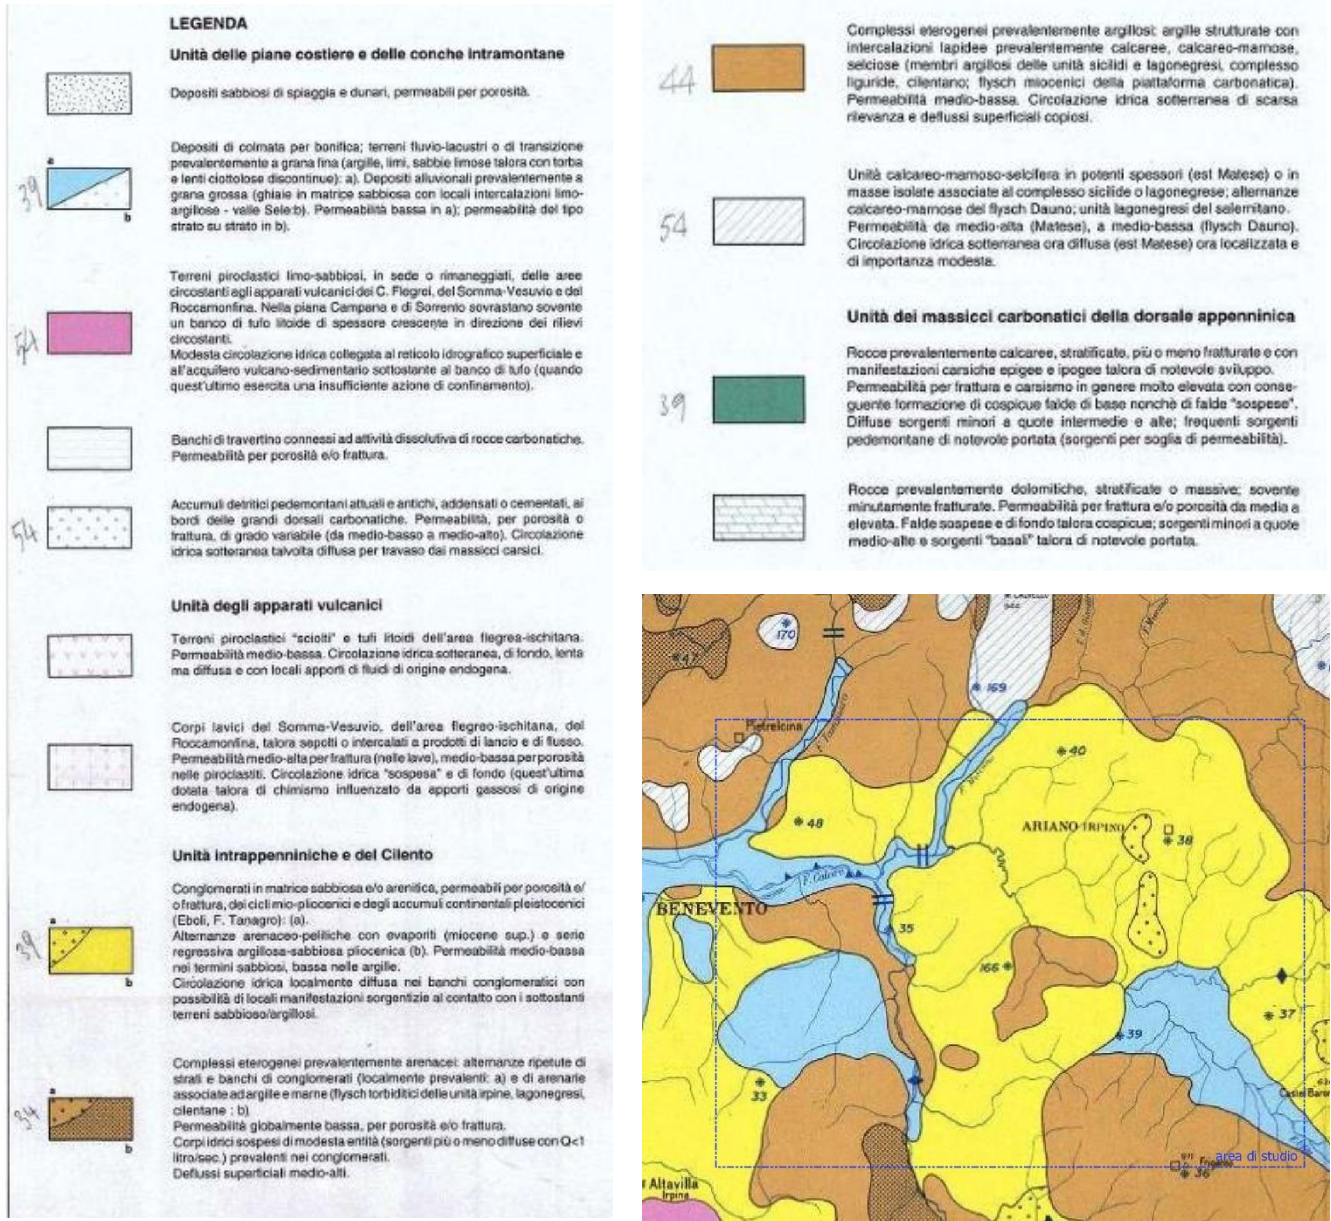 LEGENDA
Unità delle piane costiere e delle conche intramontane
Depositi sabbiosi di spiaggia e dunari, permeabili per porosità.
a
Depositi di colmata per bonifica; terreni fluvio-lacustri o di transizione
prevalentemente a grana fina (argille, limi, sabbie limose talora con torba
e lenti ciottolose discontinue): a). Depositi alluvionali prevalentemente a
grana grossa (ghiaie in matrice sabbiosa con locali intercalazioni limo-
argillose - valle Sele:b). Permeabilità bassa in a); permeabilità del tipo
strato su strato in b).
39
b
Terreni piroclastici limo-sabbiosi, in sede o rimaneggiati, delle aree
circostanti agli apparati vulcanici dei C. Flegrei, del Somma-Vesuvio e del
Roccamonfina. Nella piana Campana e di Sorrento sovrastano sovente
un banco di tufo litoide di spessore crescente in direzione dei rilievi
circostanti.
Modesta circolazione idrica collegata al reticolo idrografico superficiale e
all'acquifero vulcano-sedimentario sottostante al banco di tufo (quando
quest'ultimo esercita una insufficiente azione di confinamento).
54
Banchi di travertino connessi ad attività dissolutiva di rocce carbonatiche.
Permeabilità per porosità e/o frattura.
Accumuli detritici pedemontani attuali e antichi, addensati o cementati, ai
bordi delle grandi dorsali carbonatiche. Permeabilità, per porosità o
frattura, di grado variabile (da medio-basso a medio-alto). Circolazione
idrica sotteranea talvolta diffusa per travaso dai massicci carsici.
54
Unità degli apparati vulcanici
Terreni piroclastici "sciolti" e tufi litoidi dell'area flegrea-ischitana.
Permeabilità medio-bassa. Circolazione idrica sotteranea, di fondo, lenta
ma diffusa e con locali apporti di fluidi di origine endogena.
Corpi lavici del Somma-Vesuvio, dell'area flegreo-ischitana, del
Roccamonfina, talora sepolti o intercalati a prodotti di lancio e di flusso.
Permeabilità medio-alta per frattura (nelle lave), medio-bassa per porosità
nelle piroclastiti. Circolazione idrica "sospesa" e di fondo (quest'ultima
dotata talora di chimismo influenzato da apporti gassosi di origine
endogena).
Unità intrappenniniche e del Cilento
Conglomerati in matrice sabbiosa e/o arenitica, permeabili per porosità e/
o frattura, dei cicli mio-pliocenici e degli accumuli continentali pleistocenici
(Eboli, F. Tanagro): (a).
Alternanze arenaceo-pelitiche con evaporiti (miocene sup.) e serie
regressiva argillosa-sabbiosa pliocenica (b). Permeabilità medio-bassa
nei termini sabbiosi, bassa nelle argille.
Circolazione idrica localmente diffusa nei banchi conglomeratici con
possibilità di locali manifestazioni sorgentizie al contatto con i sottostanti
terreni sabbioso/argillosi.
a
39
b
Complessi eterogenei prevalentemente arenacei: alternanze ripetute di
strati e banchi di conglomerati (localmente prevalenti: a) e di arenarie
associate ad argille e marne (flysch torbiditici delle unità irpine, lagonegresi,
cilentane : b)
Permeabilità globalmente bassa, per porosità e/o frattura.
Corpi idrici sospesi di modesta entità (sorgenti più o meno diffuse con Q<1
litro/sec.) prevalenti nei conglomerati.
Deflussi superficiali medio-alti.
a
34
b
Complessi eterogenei prevalentemente argillosi: argille strutturate con
intercalazioni lapidee prevalentemente calcaree, calcareo-marnose,
selciose (membri argillosi delle unità sicilidi e lagonegresi, complesso
liguride, cilentano; flysch miocenici della piattaforma carbonatica).
Permeabilità medio-bassa. Circolazione idrica sotterranea di scarsa
rilevanza e deflussi superficiali copiosi.
44
Unità calcareo-marnoso-selcifera in potenti spessori (est Matese) o in
masse isolate associate al complesso sicilide o lagonegrese; alternanze
calcareo-marnose del flysch Dauno; unità lagonegresi del salernitano.
Permeabilità da medio-alta (Matese), a medio-bassa (flysch Dauno).
Circolazione idrica sotterranea ora diffusa (est Matese) ora localizzata e
di importanza modesta.
54
Unità dei massicci carbonatici della dorsale appenninica
Rocce prevalentemente calcaree, stratificate, più o meno fratturate e con
manifestazioni carsiche epigee e ipogee talora di notevole sviluppo.
Permeabilità per frattura e carsismo in genere molto elevata con conse-
guente formazione di cospicue falde di base nonchè di falde "sospese".
Diffuse sorgenti minori a quote intermedie e alte; frequenti sorgenti
pedemontane di notevole portata (sorgenti per soglia di permeabilità).
39
Rocce prevalentemente dolomitiche, stratificate o massive; sovente
minutamente fratturate. Permeabilità per frattura e/o porosità da media a
elevata. Falde sospese e di fondo talora cospicue; sorgenti minori a quote
medio-alte e sorgenti "basali" talora di notevole portata.
170
47
169
Pietrelcina
40
48
ARIANO IRPINO
38
F. Calore
BENEVENTO
35
166
37
39
33
Castel Baron
area di studio
36
Altavilla
Irpina